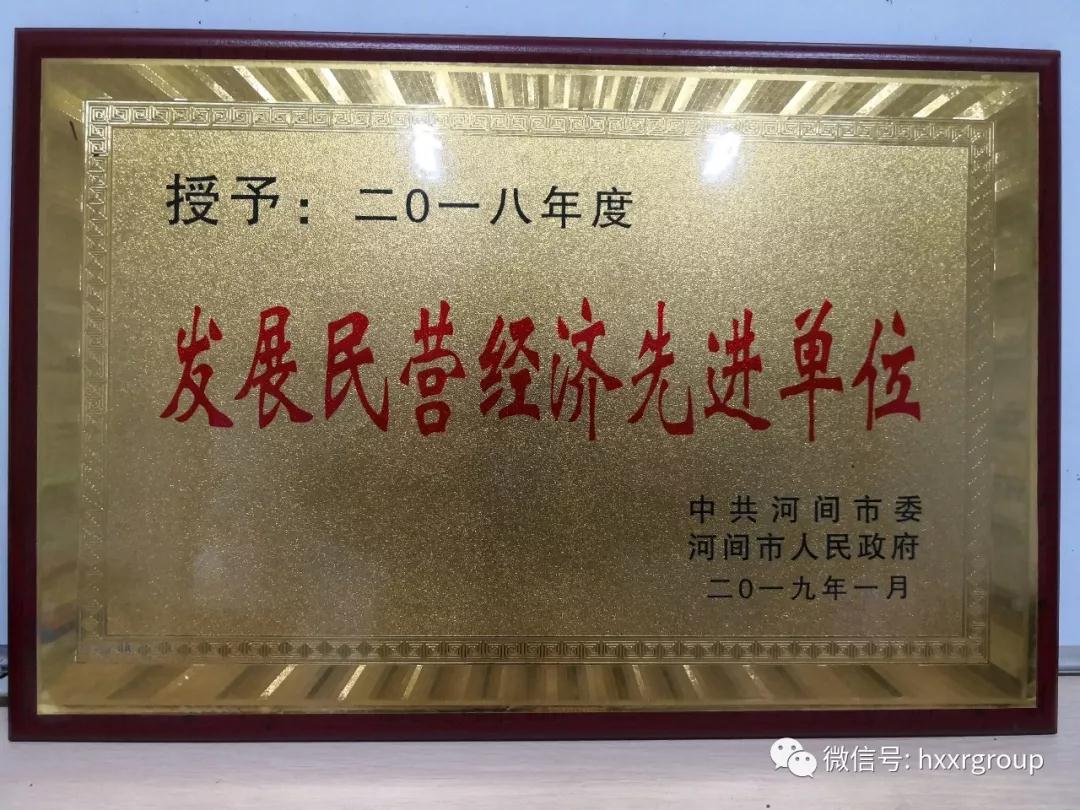 授予：二0一八年度
发展民营经济先进单位
中共河间市委
河间市人民政府
二0一九年一月
微信号: hxxrgroup